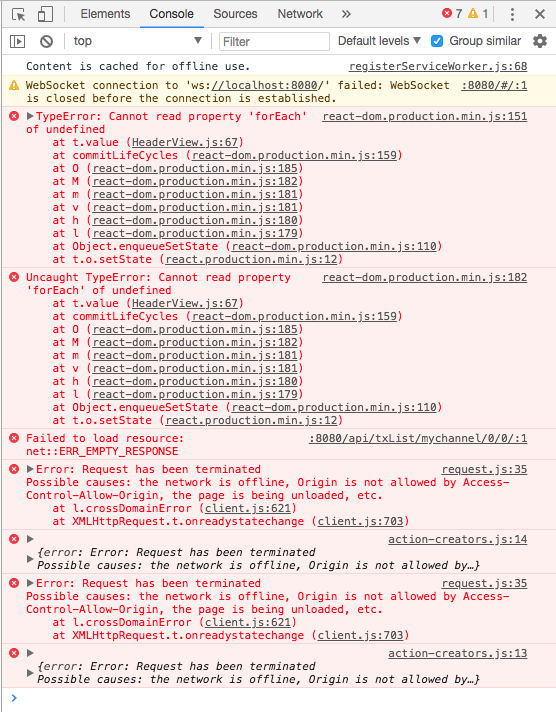 Elements Console Sources Network » 7 1
top Filter Default levels ▼ Group similar
Content is cached for offline use. registerServiceWorker.js:68
WebSocket connection to 'ws://localhost:8080/' failed: WebSocket :8080/#/:1
is closed before the connection is established.
▶TypeError: Cannot read property 'forEach' react-dom.production.min.js:151
of undefined
at t.value (HeaderView.js:67)
at commitLifeCycles (react-dom.production.min.js:159)
at O (react-dom.production.min.js:185)
at M (react-dom.production.min.js:182)
at m (react-dom.production.min.js:181)
at v (react-dom.production.min.js:181)
at h (react-dom.production.min.js:180)
at l (react-dom.production.min.js:179)
at Object.enqueueSetState (react-dom.production.min.js:110)
at t.o.setState (react.production.min.js:12)
Uncaught TypeError: Cannot read property react-dom.production.min.js:182
'forEach' of undefined
at t.value (HeaderView.js:67)
at commitLifeCycles (react-dom.production.min.js:159)
at O (react-dom.production.min.js:185)
at M (react-dom.production.min.js:182)
at m (react-dom.production.min.js:181)
at v (react-dom.production.min.js:181)
at h (react-dom.production.min.js:180)
at l (react-dom.production.min.js:179)
at Object.enqueueSetState (react-dom.production.min.js:110)
at t.o.setState (react.production.min.js:12)
Failed to load resource: :8080/api/txList/mychannel/0/0/:1
net::ERR_EMPTY_RESPONSE
▶Error: Request has been terminated request.js:35
Possible causes: the network is offline, Origin is not allowed by Access-
Control-Allow-Origin, the page is being unloaded, etc.
at l.crossDomainError (client.js:621)
at XMLHttpRequest.t.onreadystatechange (client.js:703)
▶ action-creators.js:14
{error: Error: Request has been terminated
▶Possible causes: the network is offline, Origin is not allowed by…}
▶Error: Request has been terminated request.js:35
Possible causes: the network is offline, Origin is not allowed by Access-
Control-Allow-Origin, the page is being unloaded, etc.
at l.crossDomainError (client.js:621)
at XMLHttpRequest.t.onreadystatechange (client.js:703)
▶ action-creators.js:13
{error: Error: Request has been terminated
▶Possible causes: the network is offline, Origin is not allowed by…}